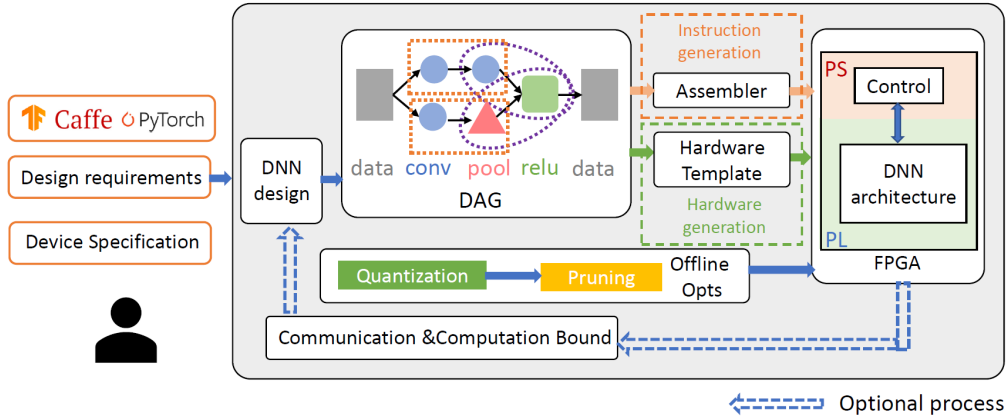 Caffe PyTorch
Design requirements
Device Specification
DNN
design
data conv pool relu data
DAG
Instruction
generation
Assembler
Hardware
Template
Hardware
generation
PS
Control
DNN
architecture
PL
FPGA
Quantization
Pruning
Offline
Opts
Communication &Computation Bound
Optional process